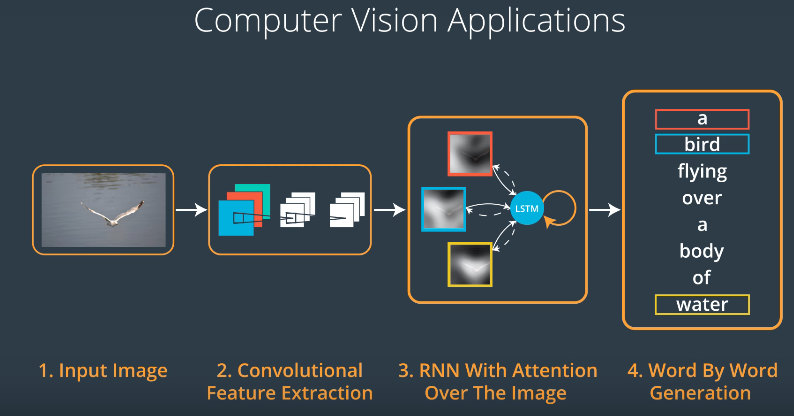 Computer Vision Applications
LSTM
a
bird
flying
over
a
body
of
water
1. Input Image
2. Convolutional
Feature Extraction
3. RNN With Attention
Over The Image
4. Word By Word
Generation